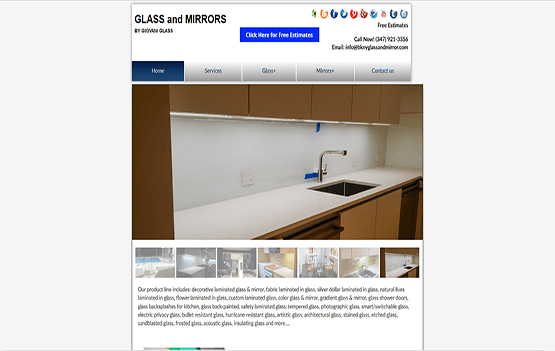 GLASS and MIRRORS
BY GIOVANI GLASS
Click Here for Free Estimates
Free Estimates
Call Now! (347) 921-3356
Email: info@bknyglassandmirror.com
Home Services Glass+ Mirrors+ Contact us
Our product line includes: decorative laminated glass & mirror, fabric laminated in glass, silver dollar laminated in glass, natural lives
laminated in glass, flower laminated in glass, custom laminated glass, color glass & mirror, gradient glass & mirror, glass shower doors,
glass backsplashes for kitchen, glass back-painted, safety laminated glass, tempered glass, photographic glass, smart/switchable glass,
electric privacy glass, bullet resistant glass, hurricane resistant glass, artistic glass, architectural glass, stained glass, etched glass,
sandblasted glass, frosted glass, acoustic glass, insulating glass and more....